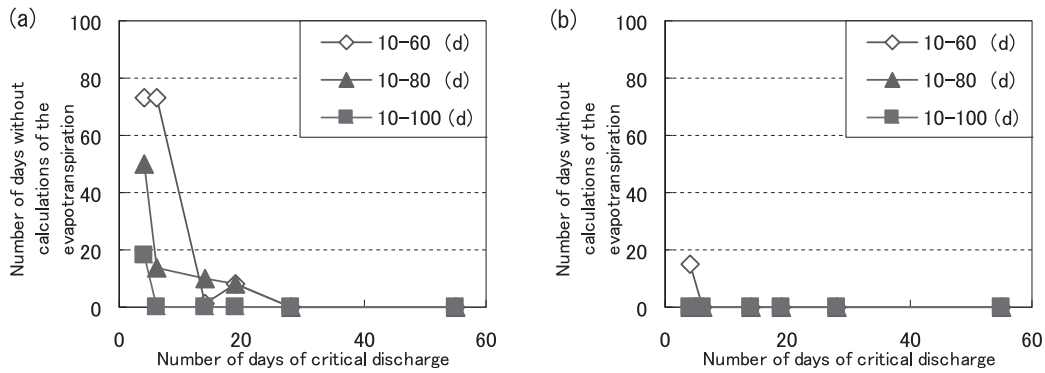 (a)
Number of days without
calculations of the
evapotranspiration
100
80
60
40
20
0
0 20 40 60
Number of days of critical discharge
10-60 (d)
10-80 (d)
10-100 (d)
(b)
Number of days without
calculations of the
evapotranspiration
100
80
60
40
20
0
0 20 40 60
Number of days of critical discharge
10-60 (d)
10-80 (d)
10-100 (d)